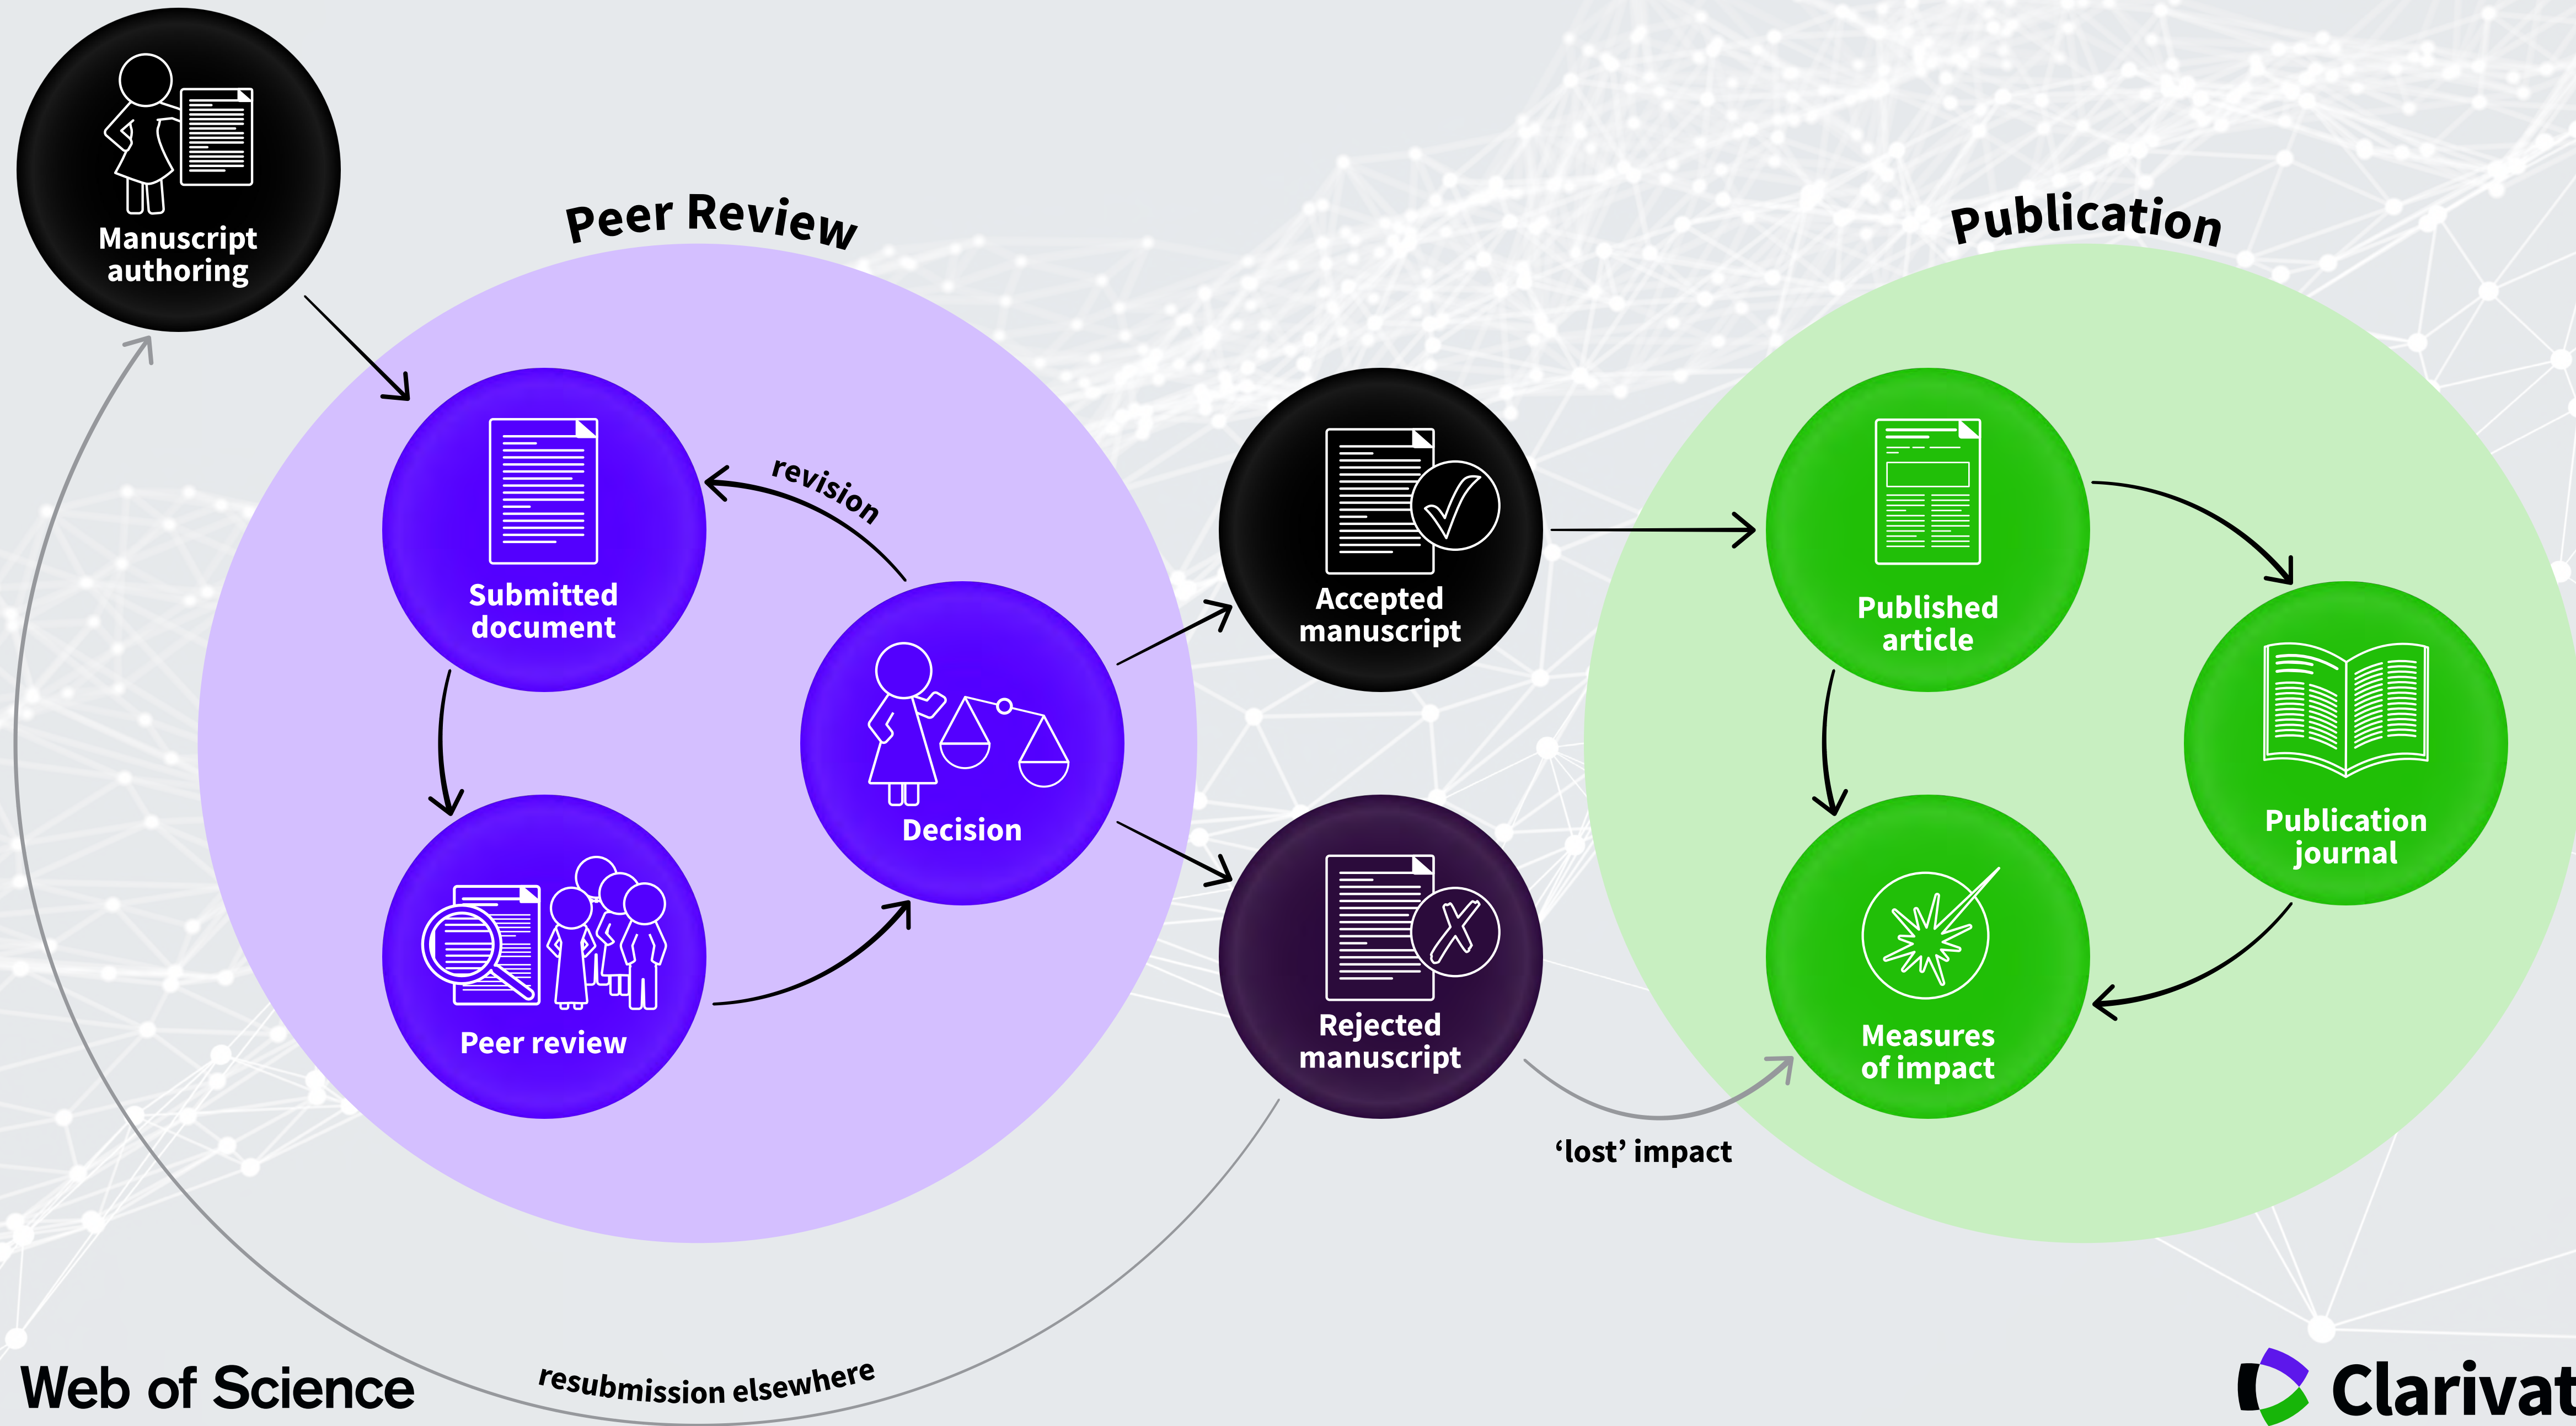 Manuscript
authoring
Peer Review
Submitted
document
revision
Decision
Peer review
Accepted
manuscript
Rejected
manuscript
Publication
Published
article
Publication
journal
Measures
of impact
‘lost’ impact
resubmission elsewhere
Web of Science
Clarivat